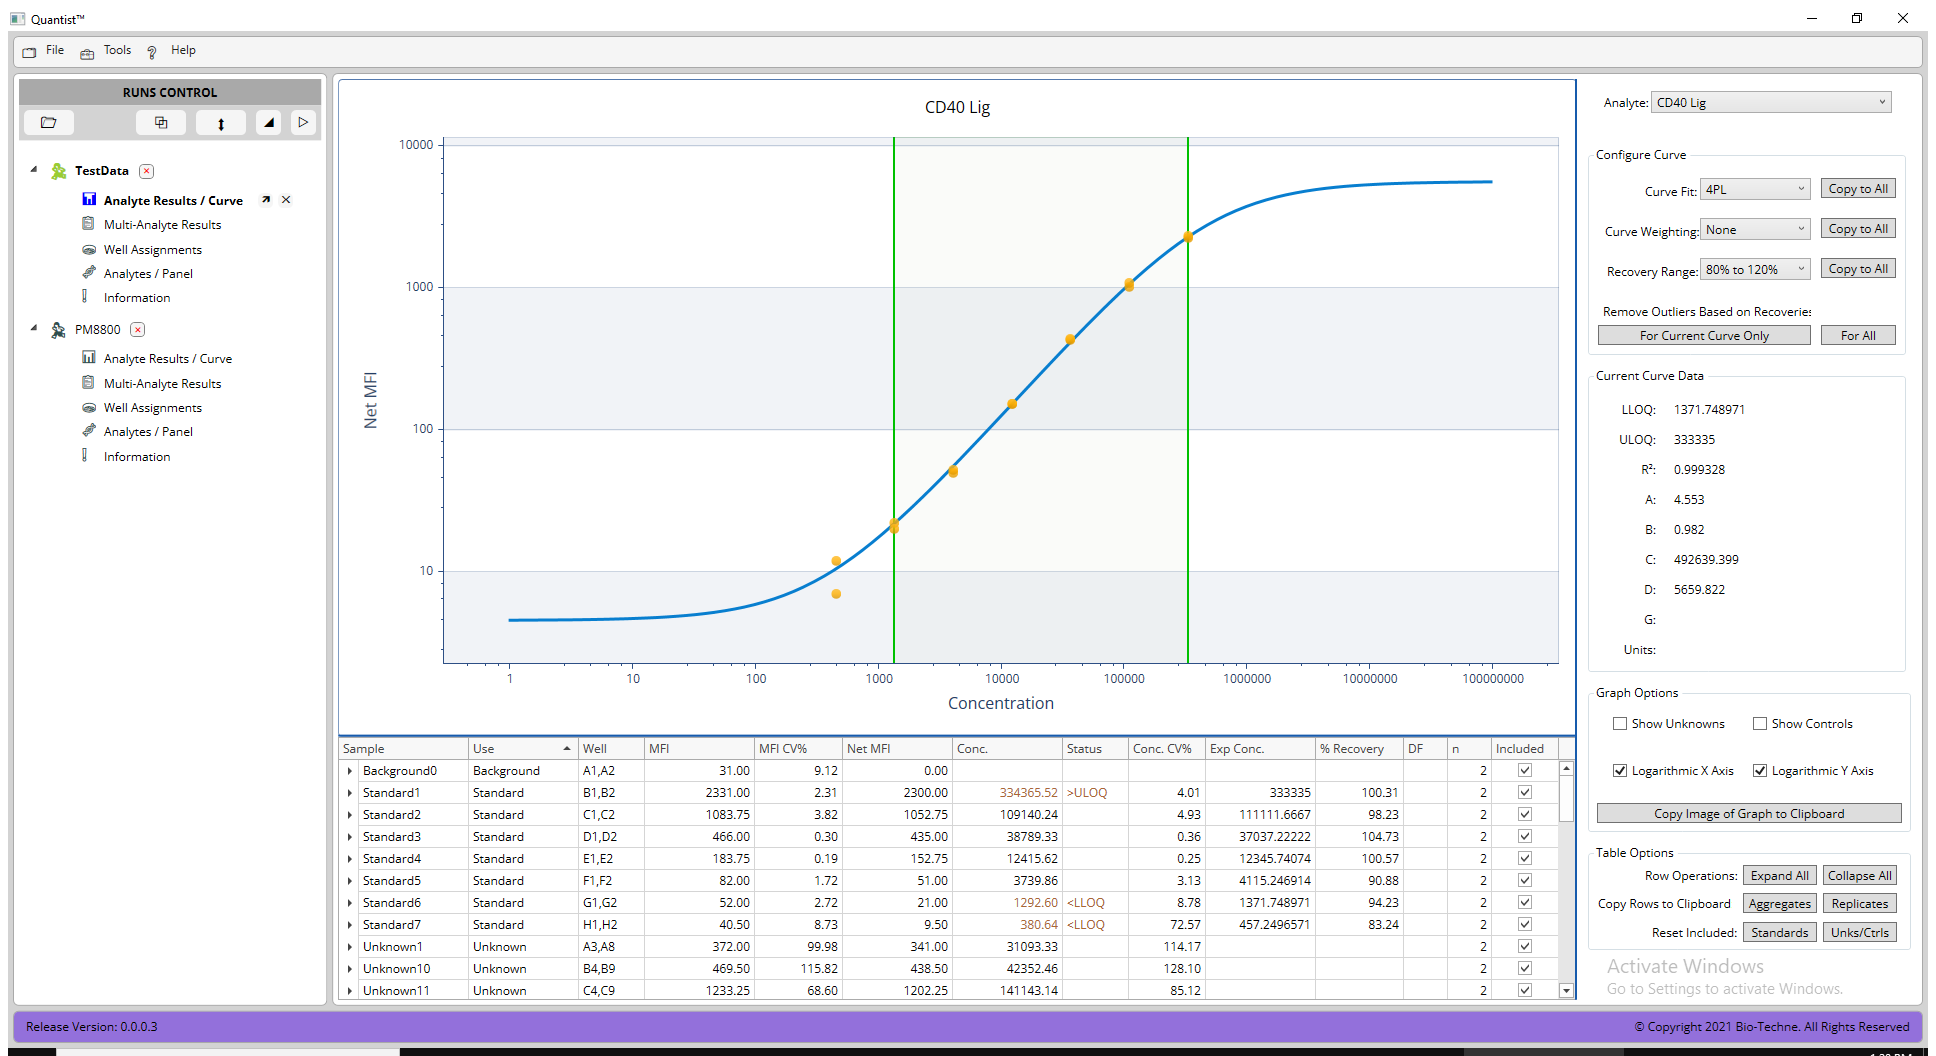 Quantist™
File Tools Help
RUNS CONTROL
TestData
Analyte Results / Curve
Multi-Analyte Results
Well Assignments
Analytes / Panel
Information
PM8800
Analyte Results / Curve
Multi-Analyte Results
Well Assignments
Analytes / Panel
Information
CD40 Lig
10000
1000
100
10
Net MFI
1 10 100 1000 10000 100000 1000000 10000000 100000000
Concentration
Sample Use Well MFI MFI CV% Net MFI Conc. Status Conc. CV% Exp Conc. % Recovery DF n Included
Background0 Background A1,A2 31.00 9.12 0.00 2
Standard1 Standard B1,B2 2331.00 2.31 2300.00 334365.52 >ULOQ 4.01 333335 100.31 2
Standard2 Standard C1,C2 1083.75 3.82 1052.75 109140.24 4.93 111111.6667 98.23 2
Standard3 Standard D1,D2 466.00 0.30 435.00 38789.33 0.36 37037.22222 104.73 2
Standard4 Standard E1,E2 183.75 0.19 152.75 12415.62 0.25 12345.74074 100.57 2
Standard5 Standard F1,F2 82.00 1.72 51.00 3739.86 3.13 4115.246914 90.88 2
Standard6 Standard G1,G2 52.00 2.72 21.00 1292.60 <LLOQ 8.78 1371.748971 94.23 2
Standard7 Standard H1,H2 40.50 8.73 9.50 380.64 <LLOQ 72.57 457.2496571 83.24 2
Unknown1 Unknown A3,A8 372.00 99.98 341.00 31093.33 114.17 2
Unknown10 Unknown B4,B9 469.50 115.82 438.50 42352.46 128.10 2
Unknown11 Unknown C4,C9 1233.25 68.60 1202.25 141143.14 85.12 2
Analyte: CD40 Lig
Configure Curve
Curve Fit: 4PL Copy to All
Curve Weighting: None Copy to All
Recovery Range: 80% to 120% Copy to All
Remove Outliers Based on Recoveries
For Current Curve Only For All
Current Curve Data
LLOQ: 1371.748971
ULOQ: 333335
R²: 0.999328
A: 4.553
B: 0.982
C: 492639.399
D: 5659.822
G:
Units:
Graph Options
Show Unknowns Show Controls
Logarithmic X Axis Logarithmic Y Axis
Copy Image of Graph to Clipboard
Table Options
Row Operations: Expand All Collapse All
Copy Rows to Clipboard Aggregates Replicates
Reset Included: Standards Unks/Ctrls
Activate Windows
Go to Settings to activate Windows.
Release Version: 0.0.0.3
© Copyright 2021 Bio-Techne. All Rights Reserved